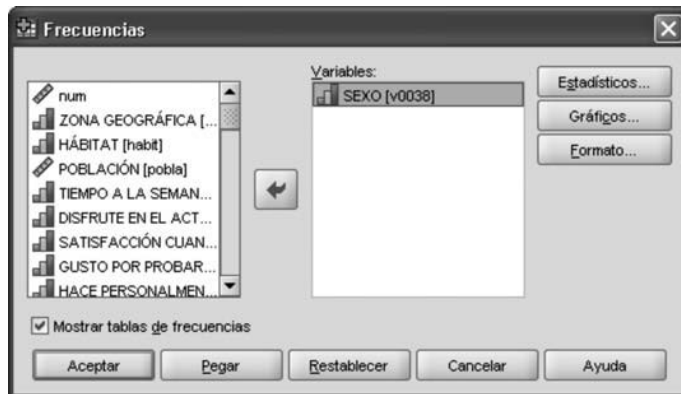 Frecuencias
num
ZONA GEOGRÁFICA [...
HÁBITAT [habit]
POBLACIÓN [pobla]
TIEMPO A LA SEMAN...
DISFRUTE EN EL ACT...
SATISFACCIÓN CUAN...
GUSTO POR PROBAR...
HACE PERSONALMEN...
Variables:
SEXO [v0038]
Estadísticos...
Gráficos...
Formato...
Mostrar tablas de frecuencias
Aceptar
Pegar
Restablecer
Cancelar
Ayuda